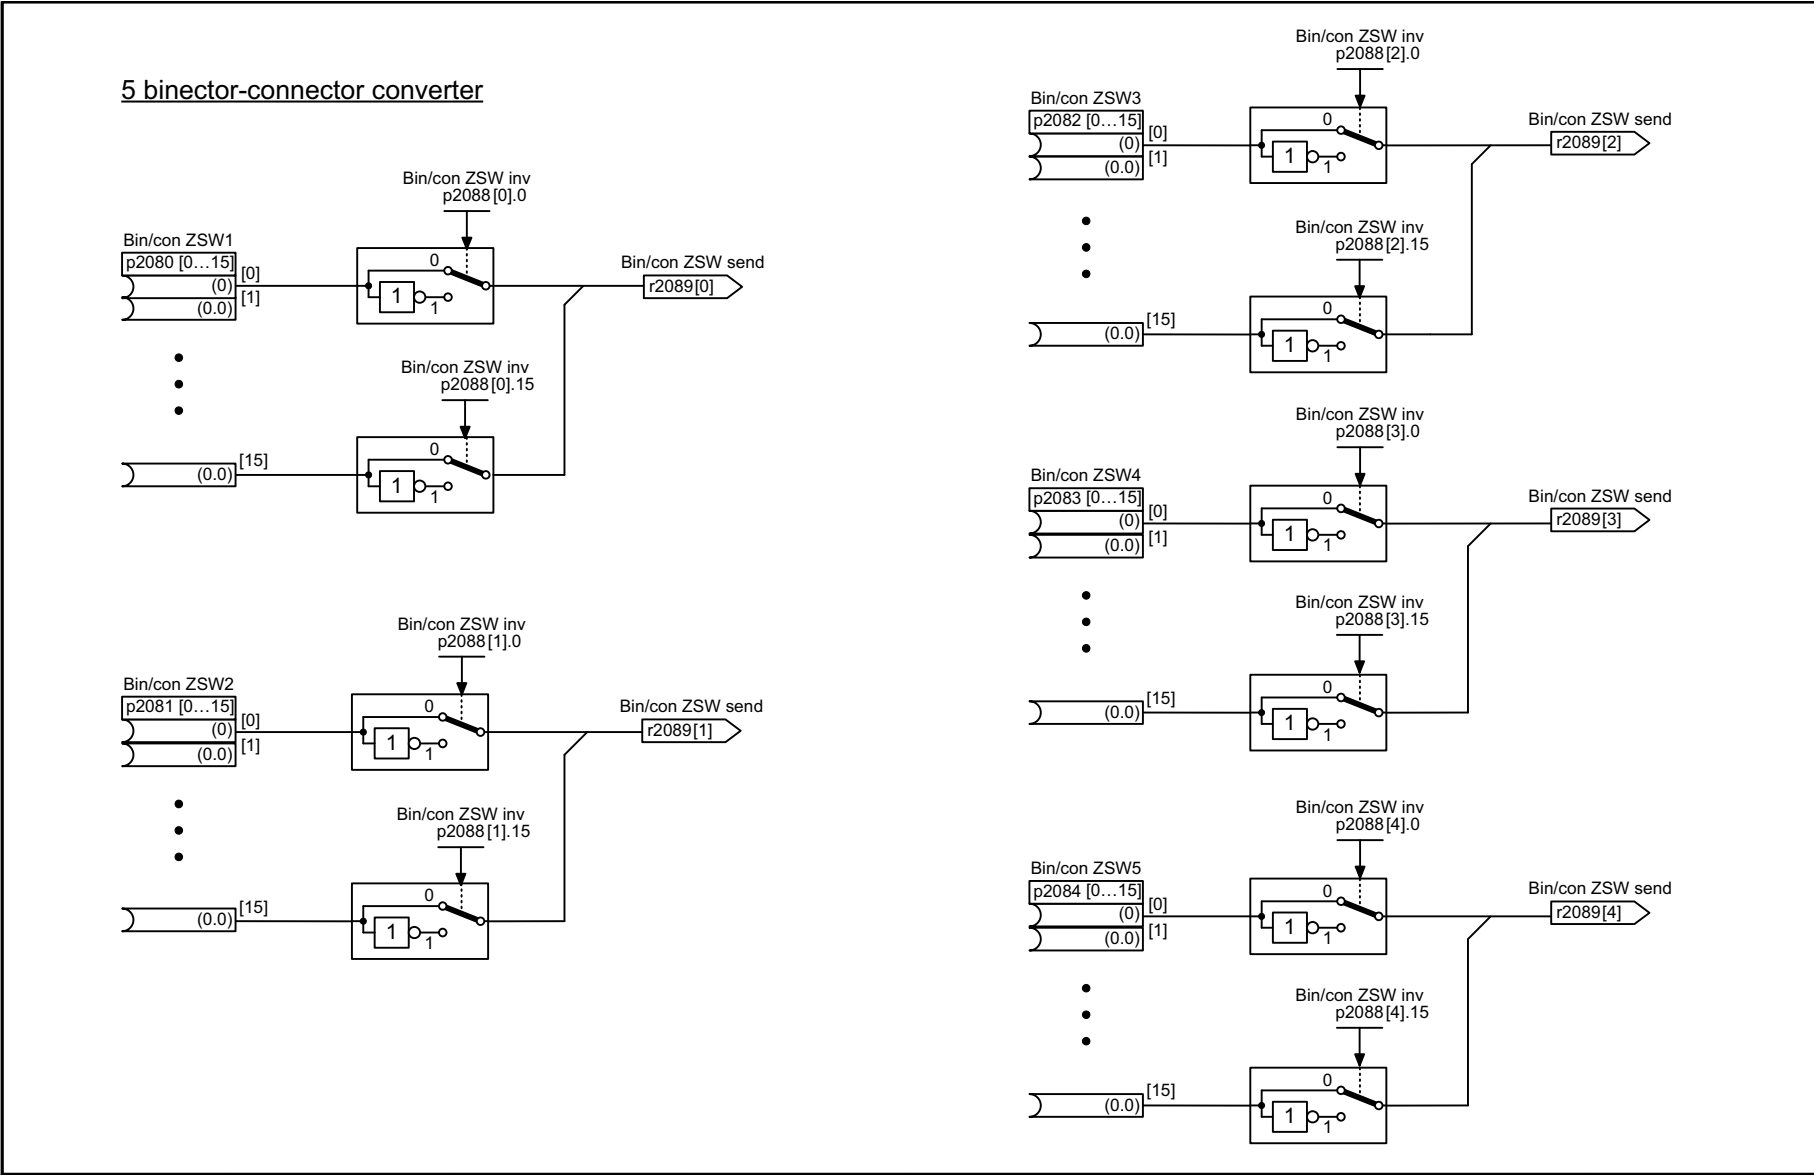 5 binector-connector converter
Bin/con ZSW inv
p2088[0].0
Bin/con ZSW1
p2080 [0…15]
(0)
[0]
(0.0)
[1]
0
1
1
Bin/con ZSW send
r2089[0]
Bin/con ZSW inv
p2088[0].15
(0.0)
[15]
0
1
1
Bin/con ZSW inv
p2088[1].0
Bin/con ZSW2
p2081 [0…15]
(0)
[0]
(0.0)
[1]
0
1
1
Bin/con ZSW send
r2089[1]
Bin/con ZSW inv
p2088[1].15
(0.0)
[15]
0
1
1
Bin/con ZSW inv
p2088[2].0
Bin/con ZSW3
p2082 [0…15]
(0)
[0]
(0.0)
[1]
0
1
1
Bin/con ZSW send
r2089[2]
Bin/con ZSW inv
p2088[2].15
(0.0)
[15]
0
1
1
Bin/con ZSW inv
p2088[3].0
Bin/con ZSW4
p2083 [0…15]
(0)
[0]
(0.0)
[1]
0
1
1
Bin/con ZSW send
r2089[3]
Bin/con ZSW inv
p2088[3].15
(0.0)
[15]
0
1
1
Bin/con ZSW inv
p2088[4].0
Bin/con ZSW5
p2084 [0…15]
(0)
[0]
(0.0)
[1]
0
1
1
Bin/con ZSW send
r2089[4]
Bin/con ZSW inv
p2088[4].15
(0.0)
[15]
0
1
1